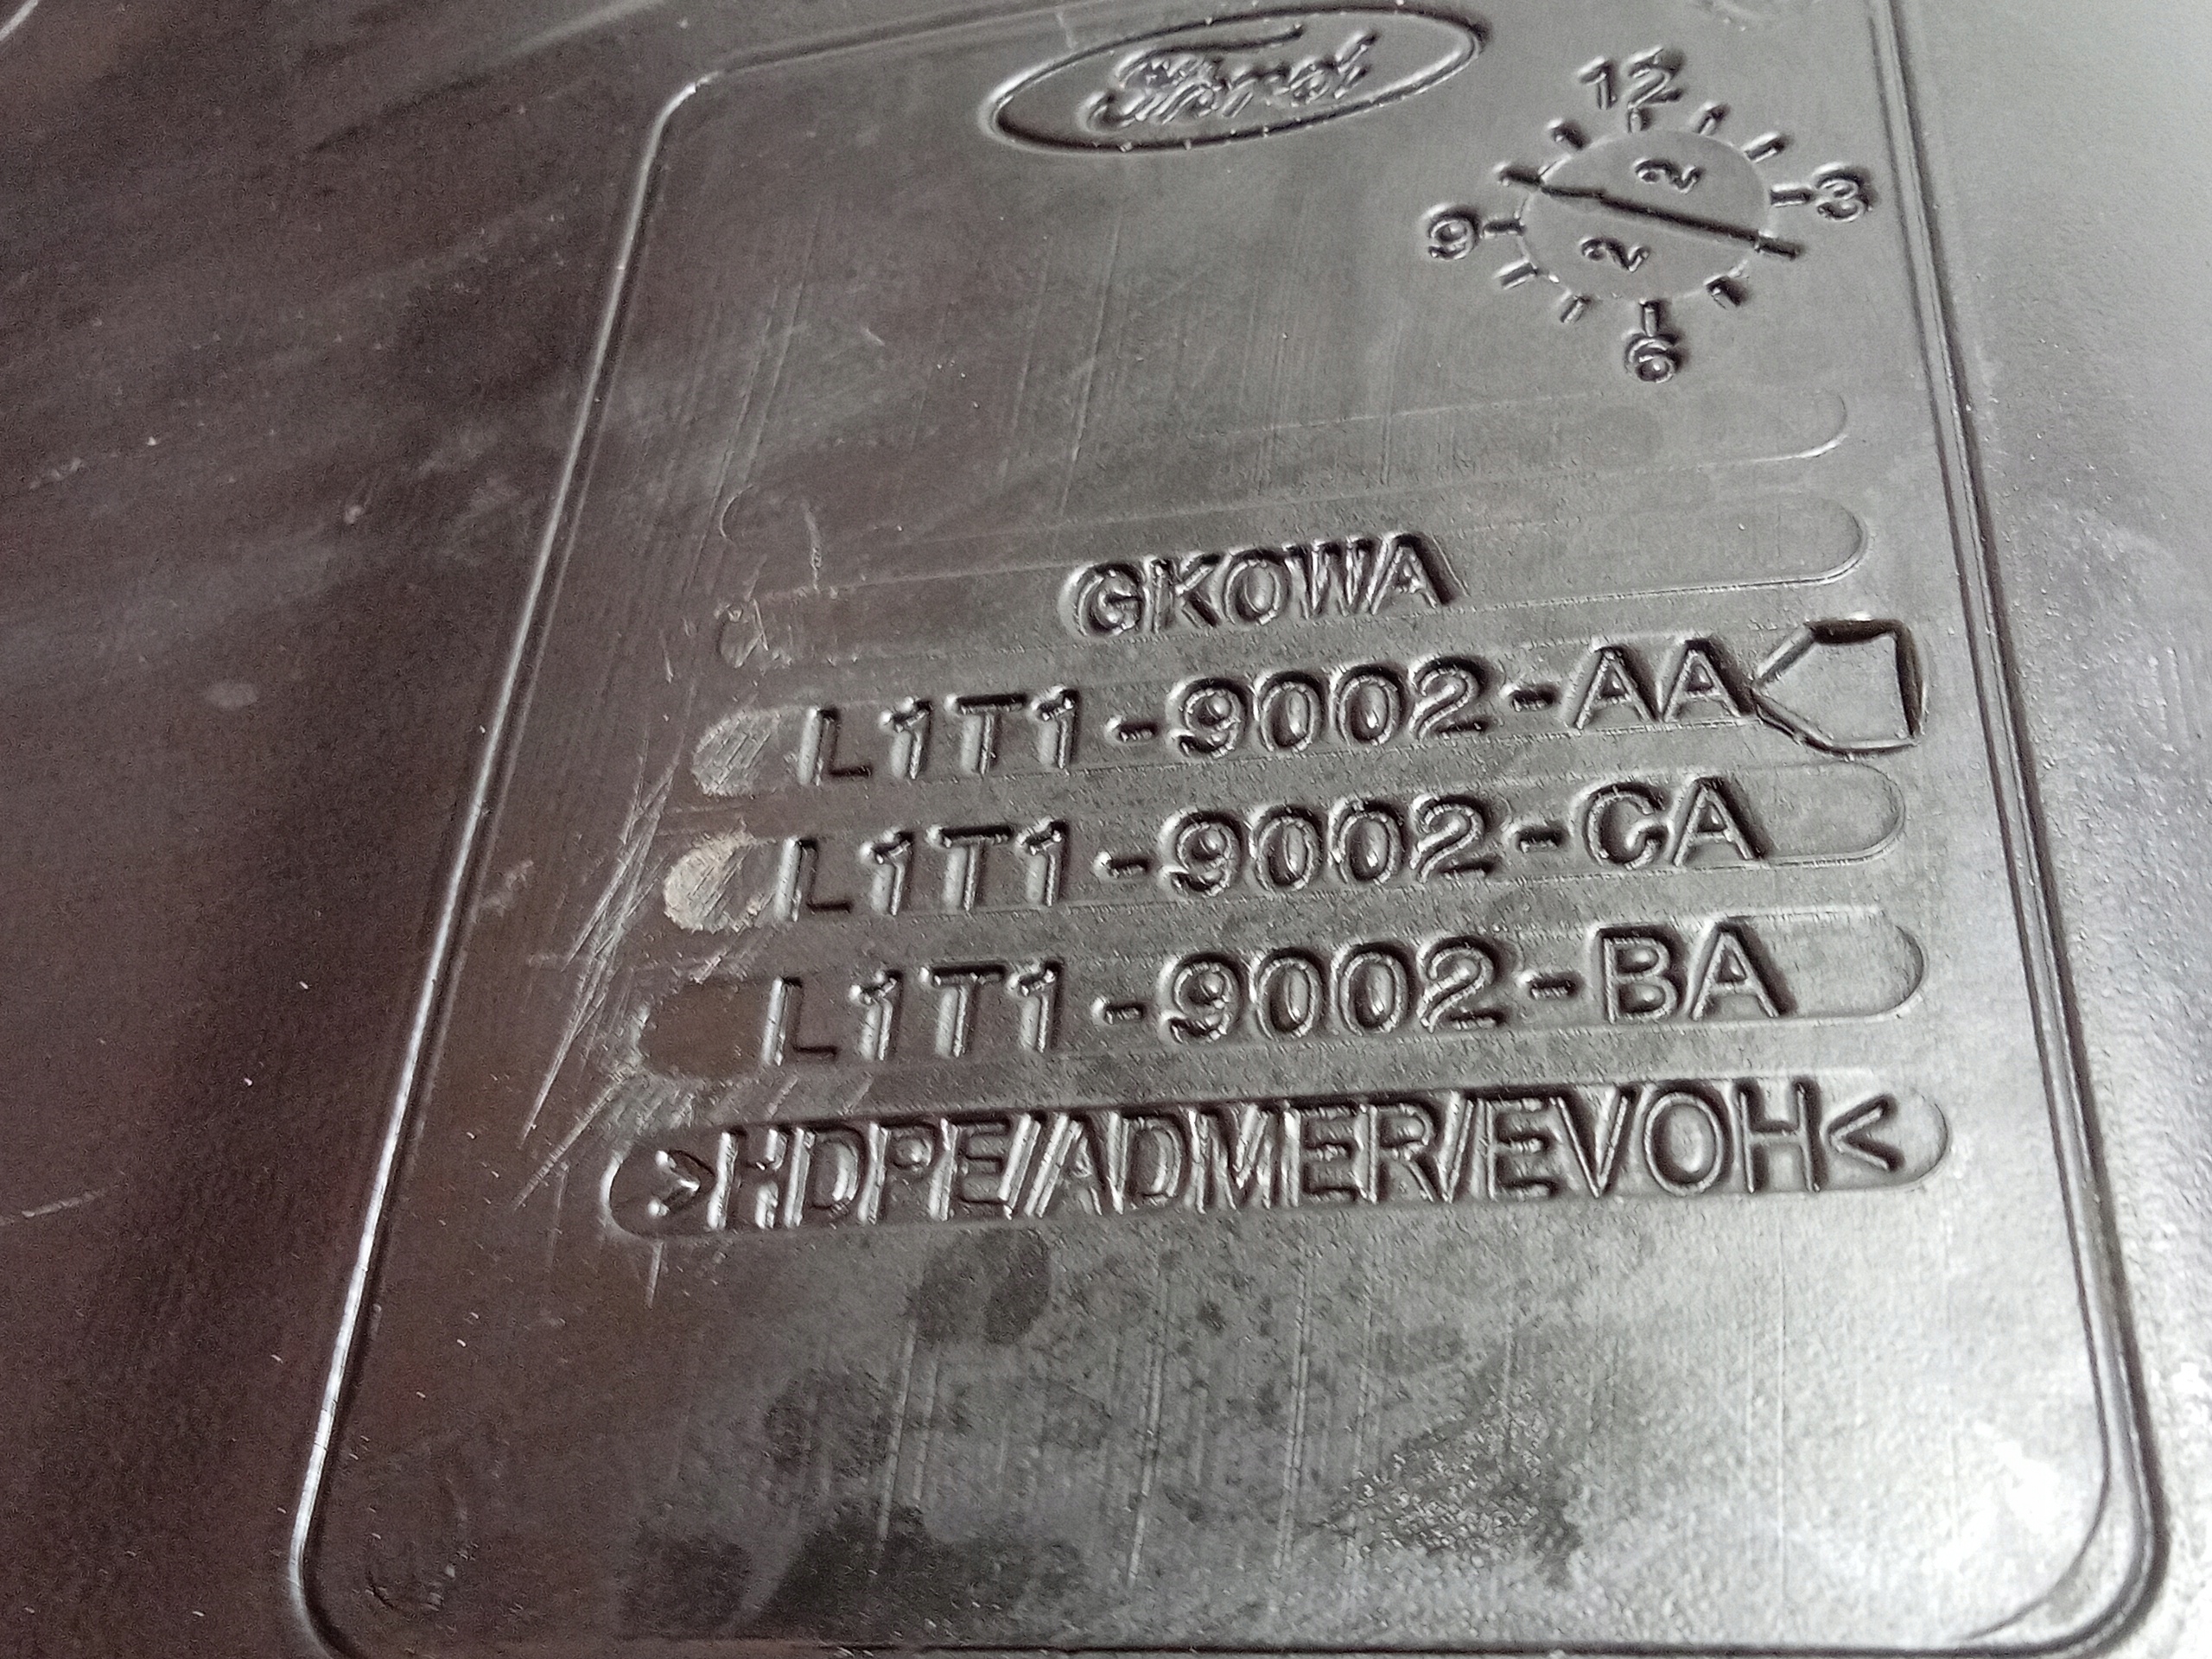 Ford
12
2
3
9
2
6
GKOWA
L1T1-9002-AA
L1T1-9002-CA
L1T1-9002-BA
>HDPE/ADMER/EVOH<